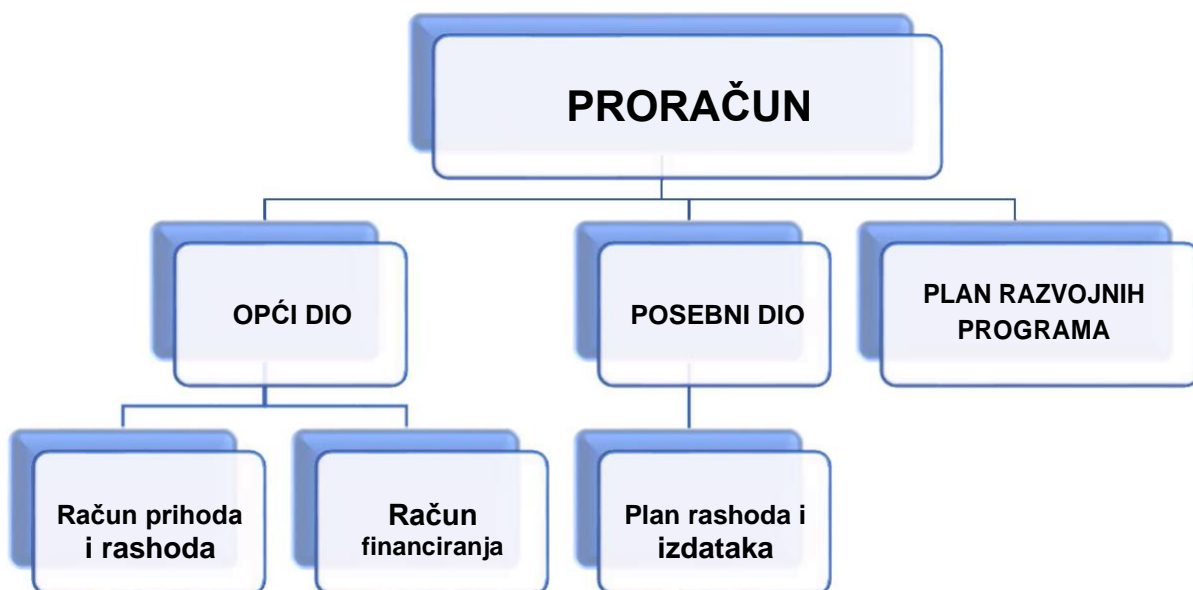 PRORAČUN
OPĆI DIO
POSEBNI DIO
PLAN RAZVOJNIH
PROGRAMA
Račun prihoda
i rashoda
Račun
financiranja
Plan rashoda i
izdataka